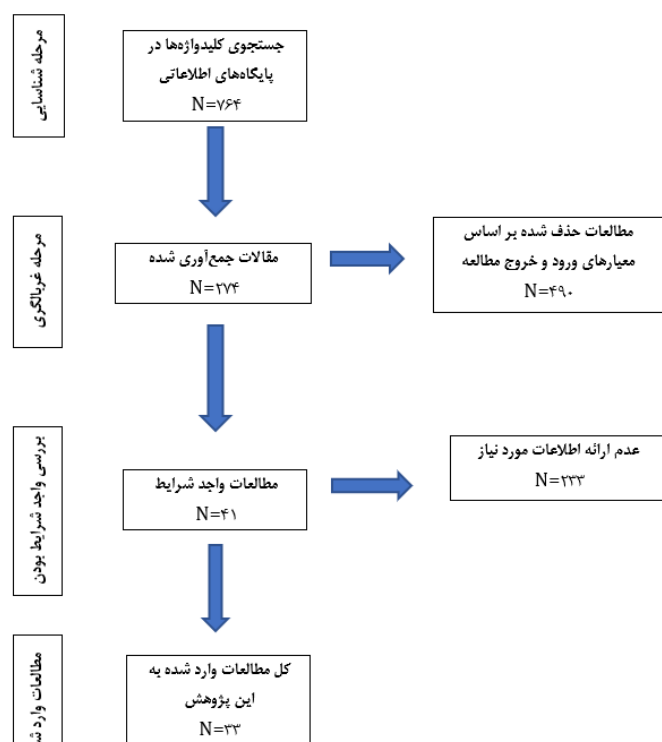 مرحله شناسایی
جستجوی کلیدواژه‌ها در
پایگاه‌های اطلاعاتی
N=۷۶۴
مرحله غربالگری
مقالات جمع‌آوری شده
N=۲۷۴
مطالعات حذف شده بر اساس
معیارهای ورود و خروج مطالعه
N=۴۹۰
بررسی واجد شرایط بودن
مطالعات واجد شرایط
N=۴۱
عدم ارائه اطلاعات مورد نیاز
N=۲۳۳
مطالعات وارد
کل مطالعات وارد شده به
این پژوهش
N=۳۳